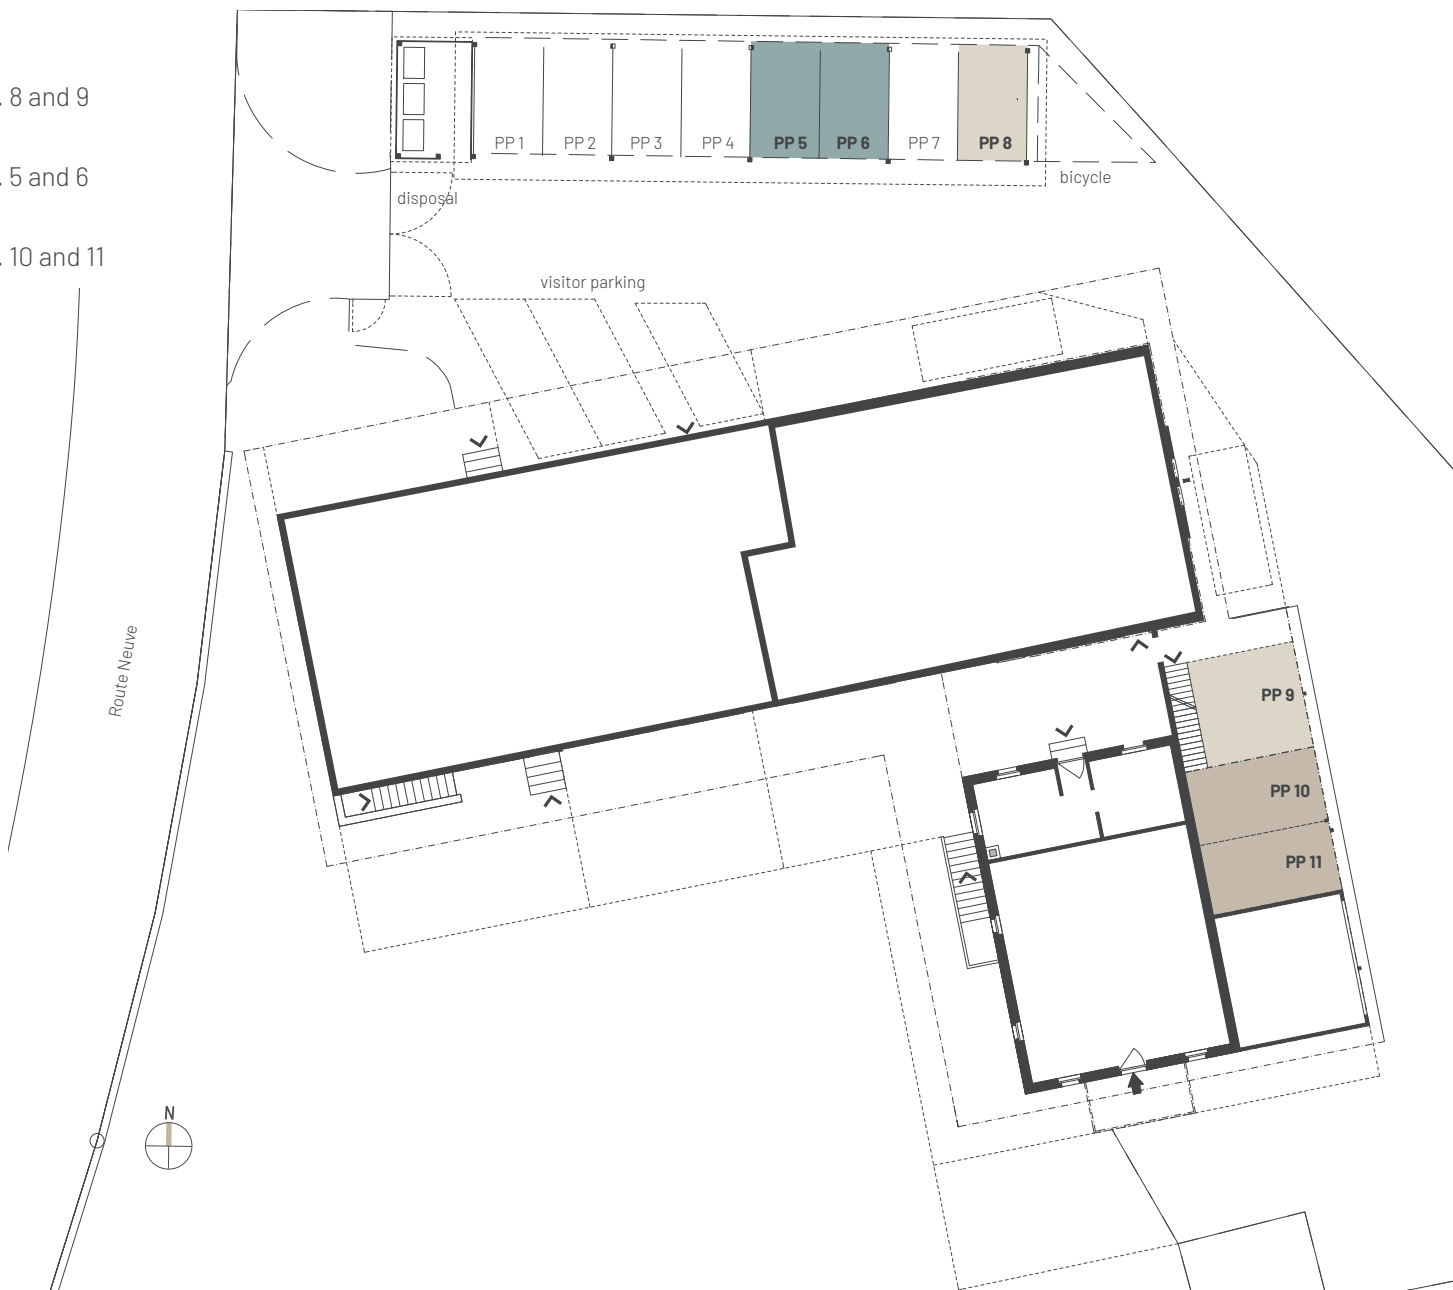 . 8 and 9
. 5 and 6
. 10 and 11
PP 1
PP 2
PP 3
PP 4
PP 5
PP 6
PP 7
PP 8
bicycle
disposal
visitor parking
Route Neuve
PP 9
PP 10
PP 11
N